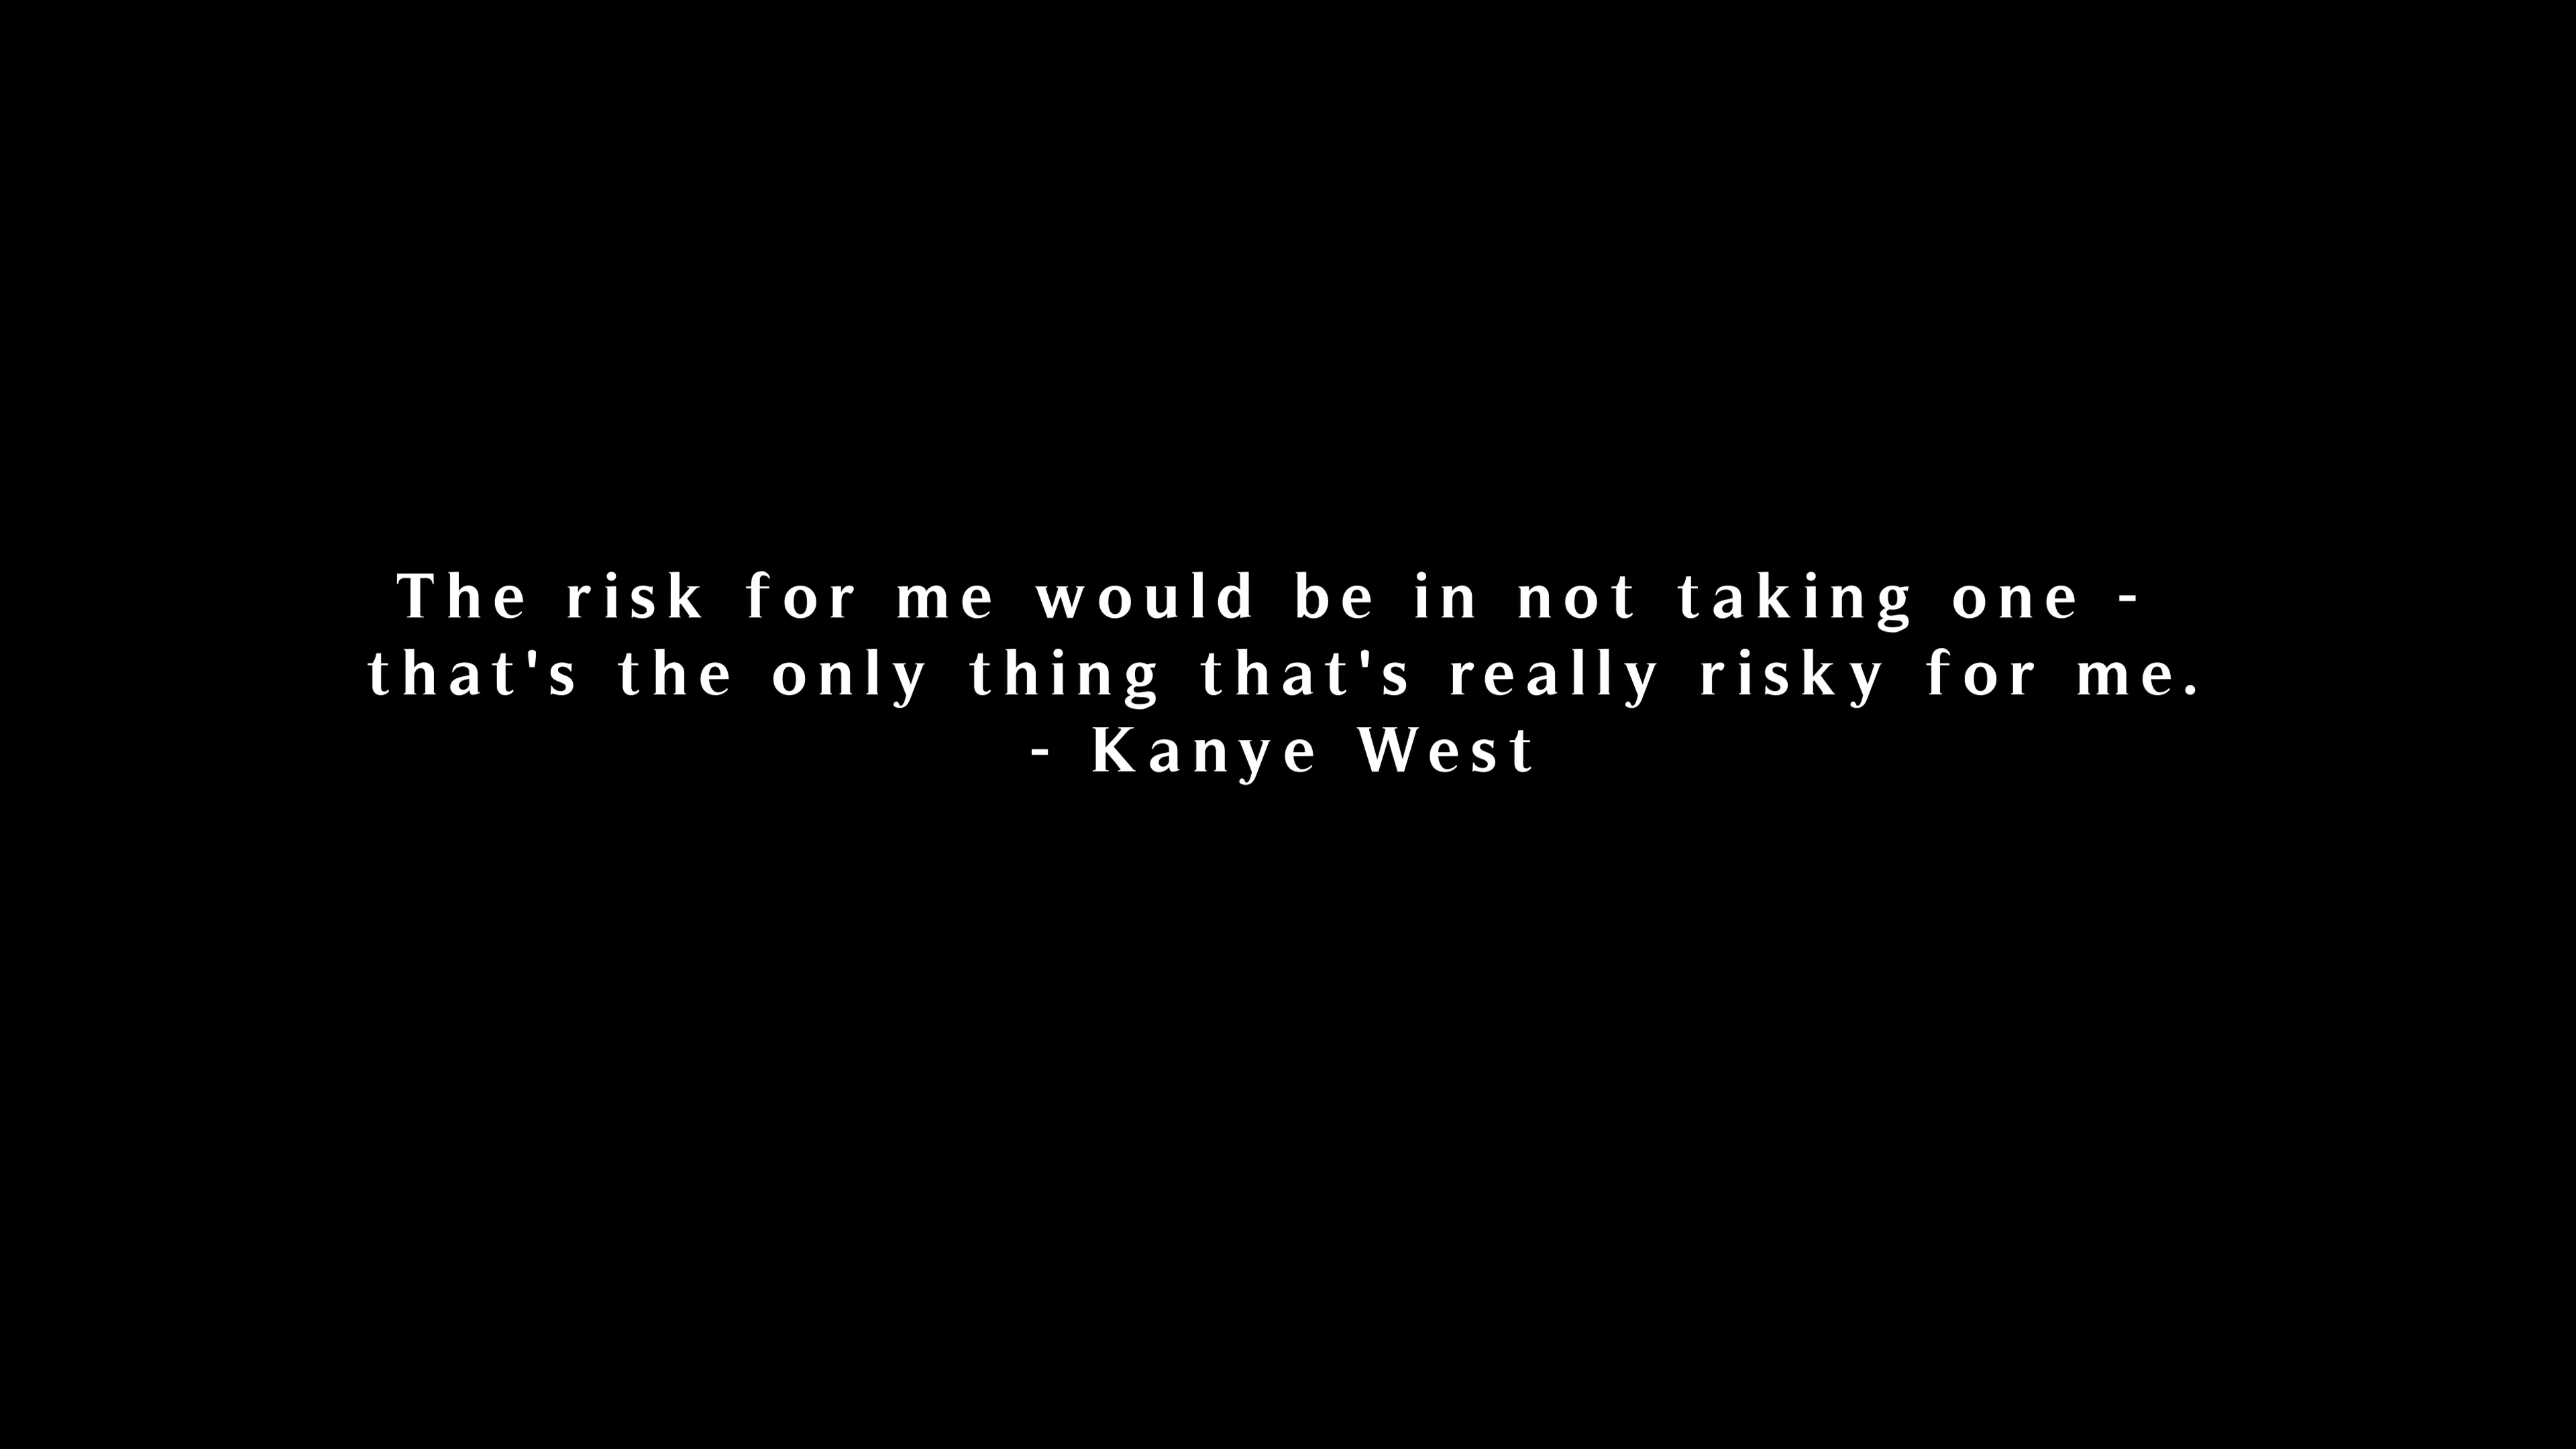 The risk for me would be in not taking one -
that's the only thing that's really risky for me.
- Kanye West